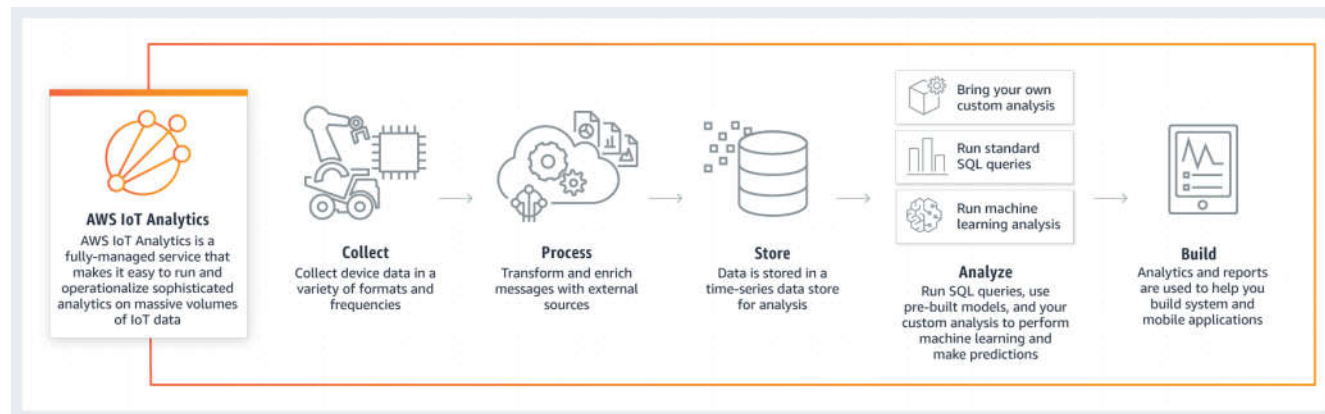 AWS IoT Analytics
AWS IoT Analytics is a
fully-managed service that
makes it easy to run and
operationalize sophisticated
analytics on massive volumes
of IoT data
Collect
Collect device data in a
variety of formats and
frequencies
Process
Transform and enrich
messages with external
sources
Store
Data is stored in a
time-series data store
for analysis
Bring your own
custom analysis
Run standard
SQL queries
Run machine
learning analysis
Analyze
Run SQL queries, use
pre-built models, and your
custom analysis to perform
machine learning and
make predictions
Build
Analytics and reports
are used to help you
build system and
mobile applications